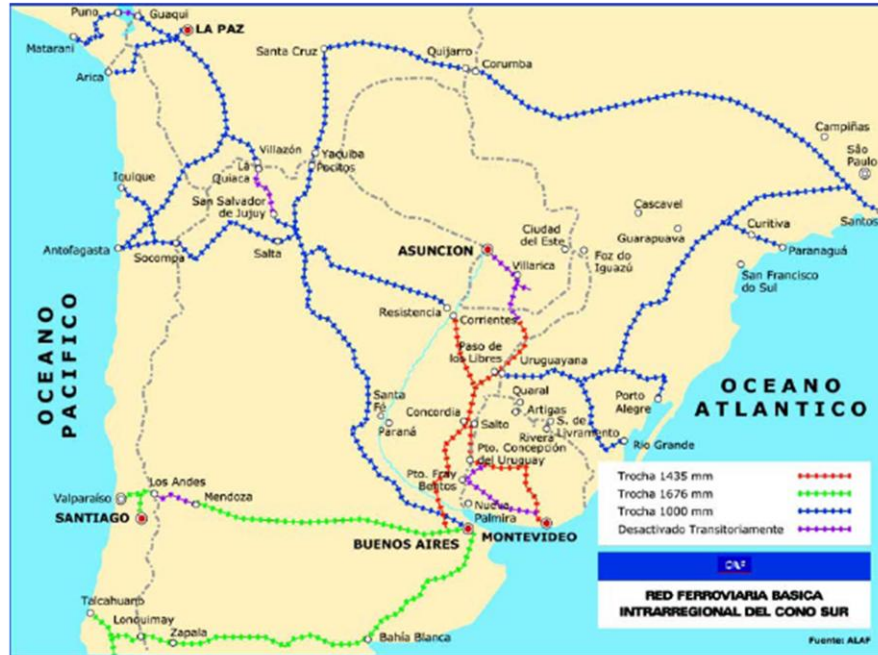 Puno
Guaqui
LA PAZ
Matarani
Arica
Santa Cruz
Quijarro
Corumba
Campiñas
São
Paulo
Santos
Villazón
La
Quiaca
Yacuiba
Pocitos
Iquique
San Salvador
de Jujuy
Antofagasta
Socompa
Salta
ASUNCION
Ciudad
del Este
Villarica
Foz do
Iguazú
Cascavel
Guarapuava
Curitiva
Paranaguá
San Francisco
do Sul
Resistencia
Corrientes
Paso de
los Libres
Uruguayana
OCEANO
PACIFICO
OCEANO
ATLANTICO
Santa
Fé
Paraná
Concordia
Salto
Quaral
Artigas
Rivera
S. de
Livramento
Porto
Alegre
Rio Grande
Pto. Concepción
del Uruguay
Pto. Fray
Bentos
Nueva
Palmira
Los Andes
Mendoza
Valparaíso
SANTIAGO
BUENOS AIRES
MONTEVIDEO
Talcahuano
Lonquimay
Zapala
Bahía Blanca
Trocha 1435 mm
Trocha 1676 mm
Trocha 1000 mm
Desactivado Transitoriamente
CAF
RED FERROVIARIA BASICA
INTRARREGIONAL DEL CONO SUR
Fuente: ALAF